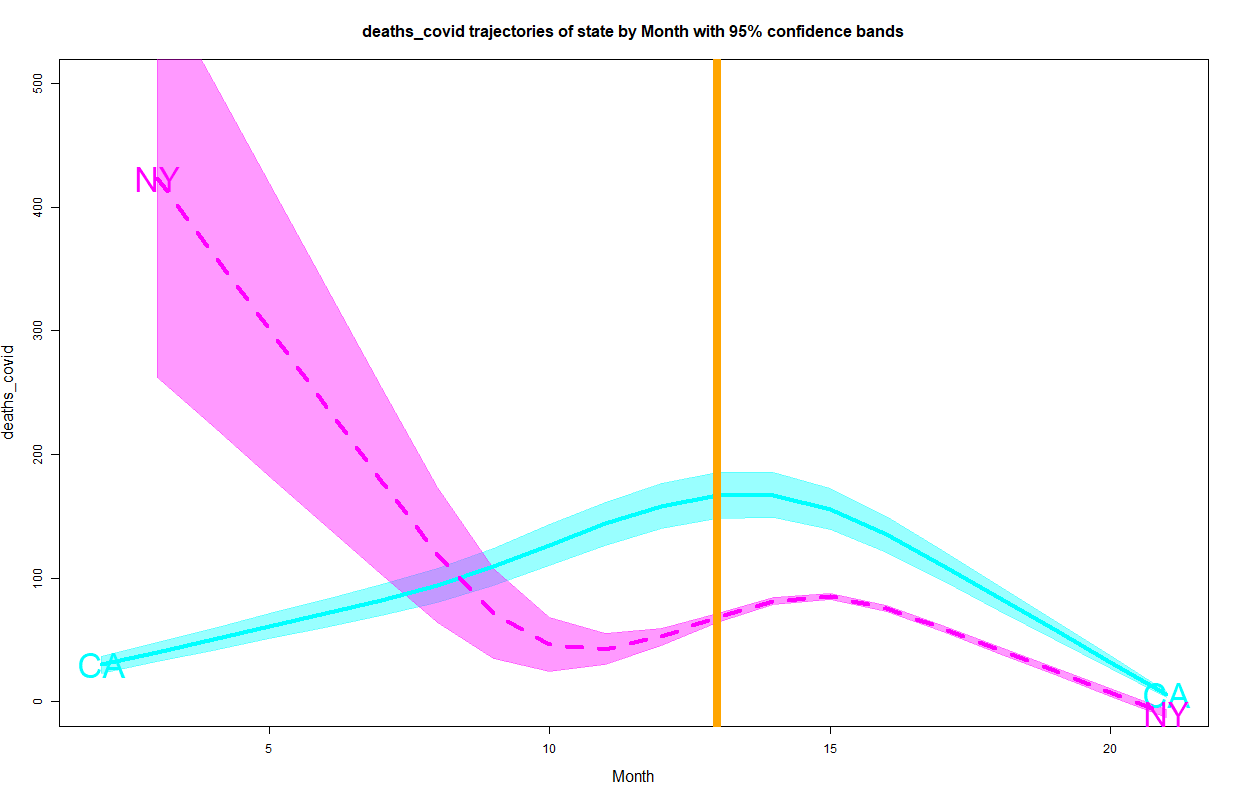 deaths_covid trajectories of state by Month with 95% confidence bands
deaths_covid
500
400
300
200
100
0
NY
CA
CA
NY
5
10
15
20
Month